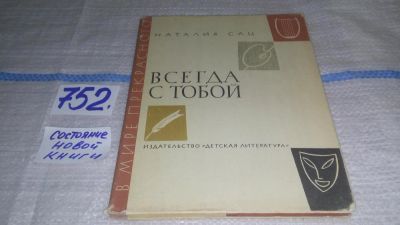 752.
СОСТОЯНИЕ
НОВОЙ
КНИГИ
В МИРЕ ПРЕКРАСНОГО
НАТАЛИЯ САЦ
ВСЕГДА
С ТОБОЙ
ИЗДАТЕЛЬСТВО «ДЕТСКАЯ ЛИТЕРАТУРА»